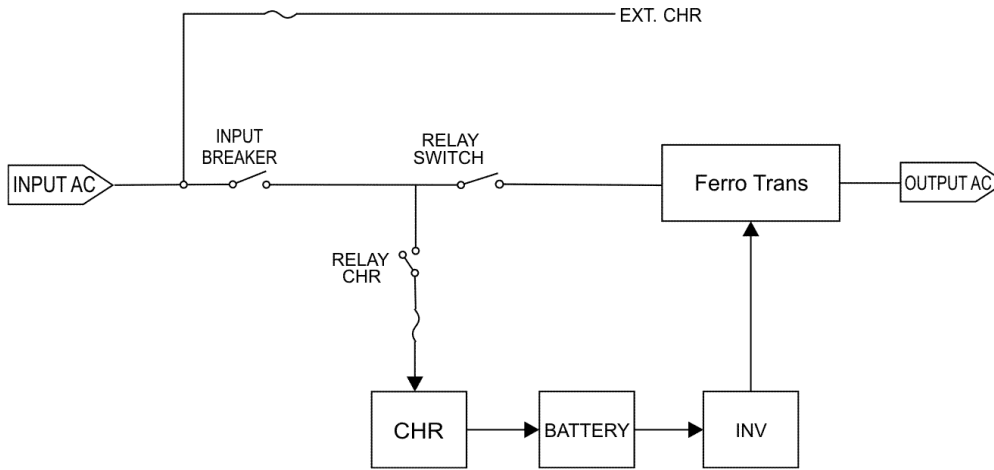 EXT. CHR
INPUT
BREAKER
RELAY
SWITCH
INPUT AC
Ferro Trans
OUTPUT AC
RELAY
CHR
CHR
BATTERY
INV